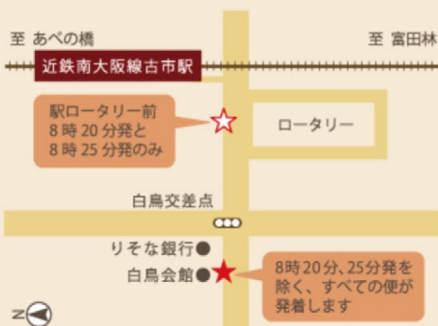 至 あべの橋
至 富田林
近鉄南大阪線古市駅
駅ロータリー前
8時20分発と
8時25分発のみ
ロータリー
白鳥交差点
りそな銀行
白鳥会館
8時20分、25分発を
除く、すべての便が
発着します
N